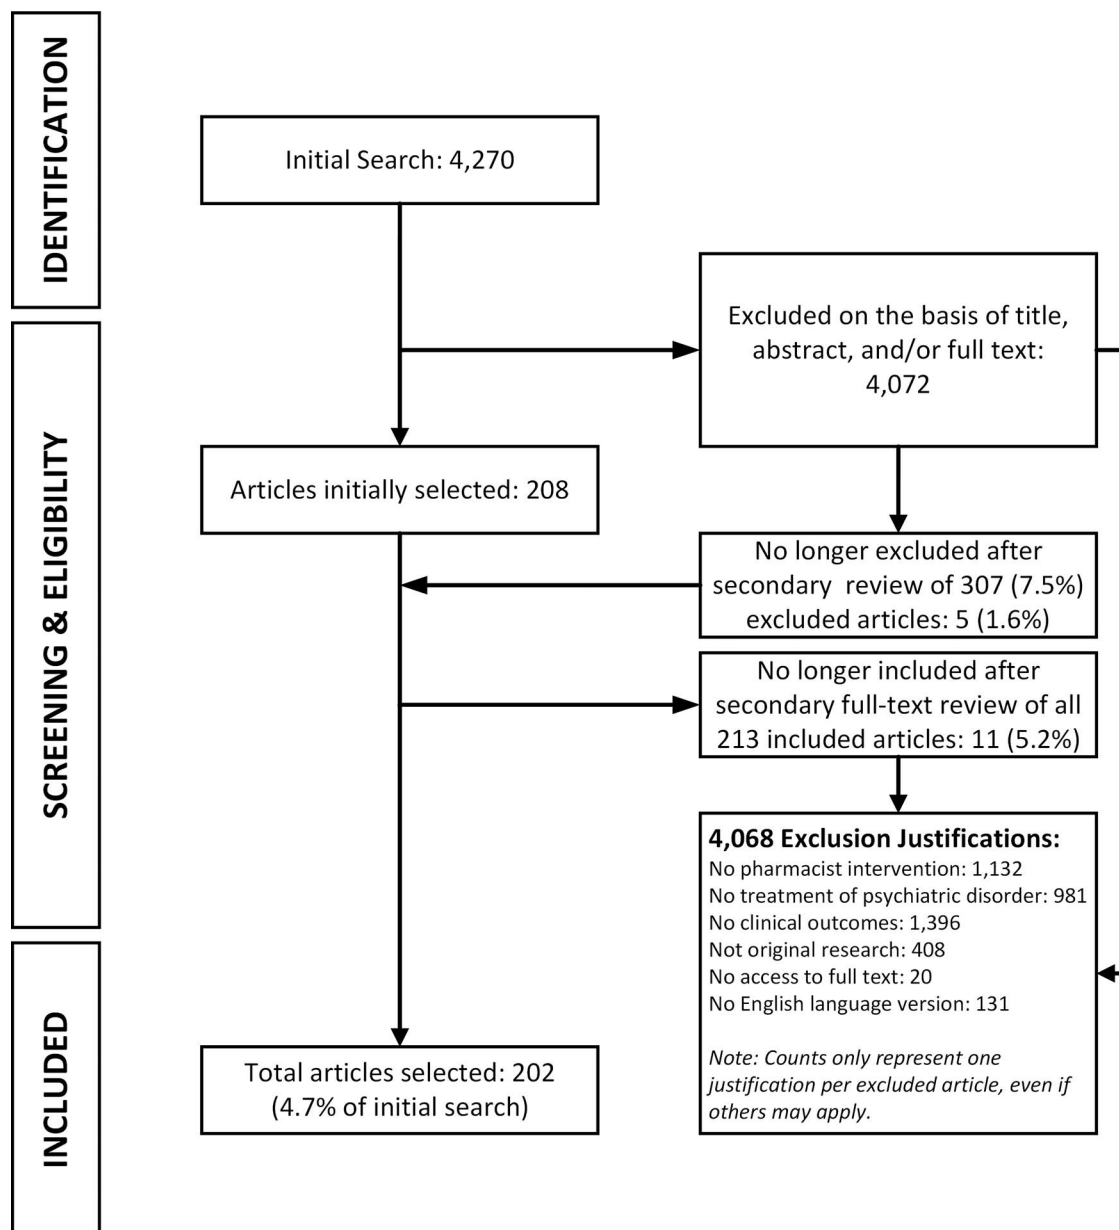 IDENTIFICATION
Initial Search: 4,270
Excluded on the basis of title,
abstract, and/or full text:
4,072
SCREENING & ELIGIBILITY
Articles initially selected: 208
No longer excluded after
secondary review of 307 (7.5%)
excluded articles: 5 (1.6%)
No longer included after
secondary full-text review of all
213 included articles: 11 (5.2%)
4,068 Exclusion Justifications:
No pharmacist intervention: 1,132
No treatment of psychiatric disorder: 981
No clinical outcomes: 1,396
Not original research: 408
No access to full text: 20
No English language version: 131
Note: Counts only represent one
justification per excluded article, even if
others may apply.
INCLUDED
Total articles selected: 202
(4.7% of initial search)